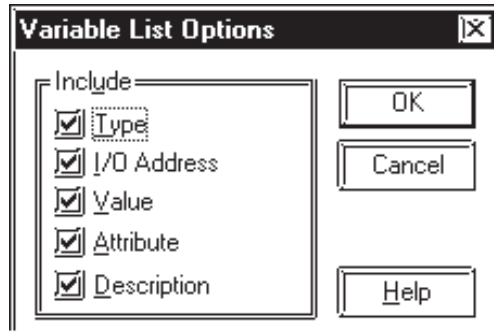 Variable List Options
Include
Type
I/O Address
Value
Attribute
Description
OK
Cancel
Help